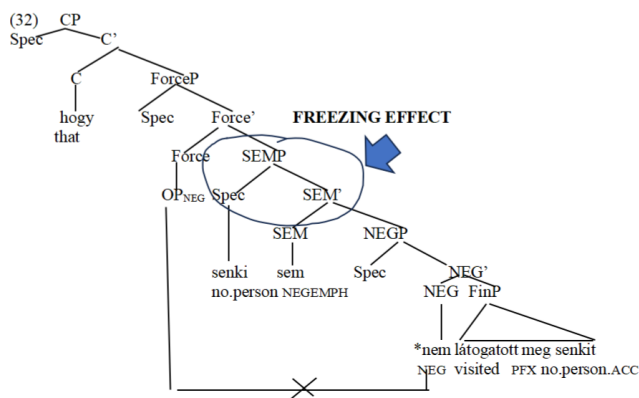 (32) CP
Spec C'
C ForceP
hogy Spec Force' FREEZING EFFECT
that
Force SEMP
OPNEG Spec SEM'
SEM NEGP
senki sem Spec NEG'
no.person NEGEMPH NEG FinP
*nem látogatott meg senkit
NEG visited PFX no.person.ACC